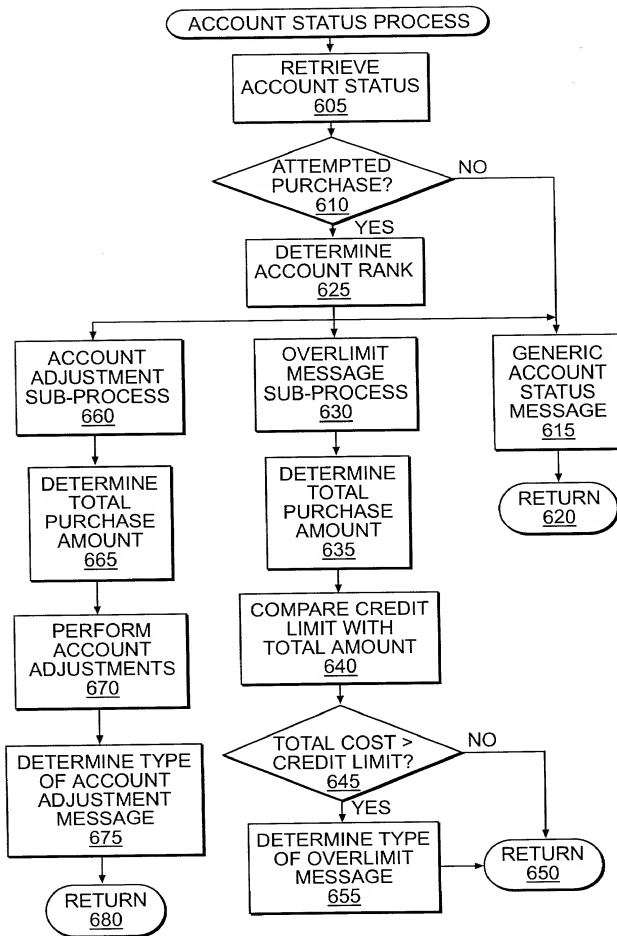 ACCOUNT STATUS PROCESS
RETRIEVE
ACCOUNT STATUS
605
ATTEMPTED
PURCHASE?
610
NO
YES
DETERMINE
ACCOUNT RANK
625
ACCOUNT
ADJUSTMENT
SUB-PROCESS
660
OVERLIMIT
MESSAGE
SUB-PROCESS
630
GENERIC
ACCOUNT
STATUS
MESSAGE
615
RETURN
620
DETERMINE
TOTAL
PURCHASE
AMOUNT
665
DETERMINE
TOTAL
PURCHASE
AMOUNT
635
PERFORM
ACCOUNT
ADJUSTMENTS
670
COMPARE CREDIT
LIMIT WITH
TOTAL AMOUNT
640
DETERMINE TYPE
OF ACCOUNT
ADJUSTMENT
MESSAGE
675
TOTAL COST >
CREDIT LIMIT?
645
NO
YES
DETERMINE TYPE
OF OVERLIMIT
MESSAGE
655
RETURN
650
RETURN
680